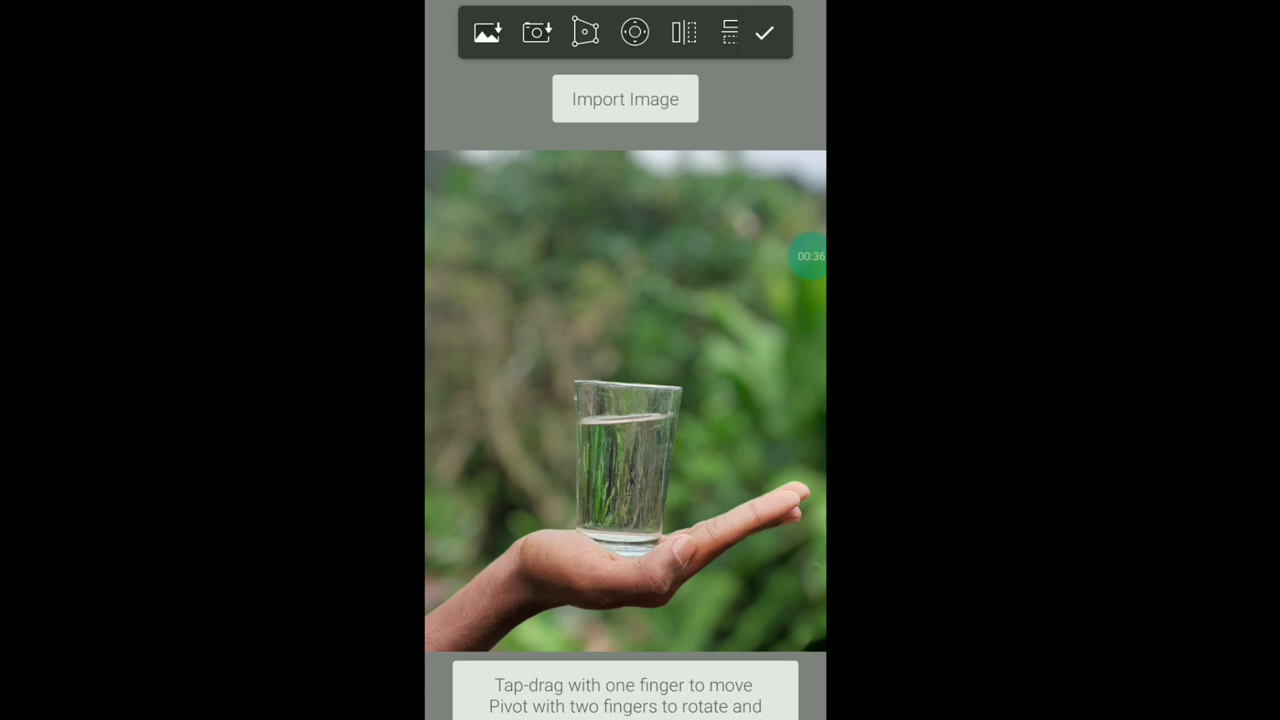 Import Image
00:36
Tap-drag with one finger to move
Pivot with two fingers to rotate and